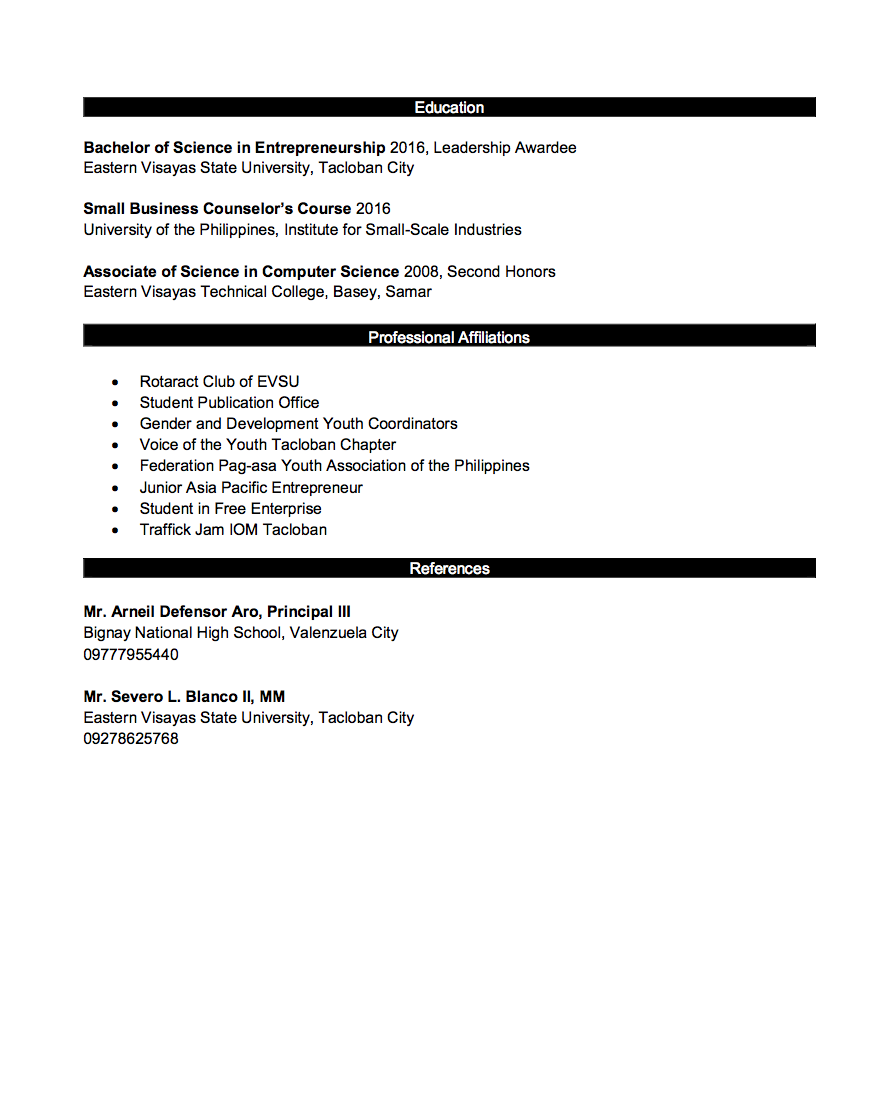 Education
Bachelor of Science in Entrepreneurship 2016, Leadership Awardee
Eastern Visayas State University, Tacloban City
Small Business Counselor’s Course 2016
University of the Philippines, Institute for Small-Scale Industries
Associate of Science in Computer Science 2008, Second Honors
Eastern Visayas Technical College, Basey, Samar
Professional Affiliations
• Rotaract Club of EVSU
• Student Publication Office
• Gender and Development Youth Coordinators
• Voice of the Youth Tacloban Chapter
• Federation Pag-asa Youth Association of the Philippines
• Junior Asia Pacific Entrepreneur
• Student in Free Enterprise
• Traffick Jam IOM Tacloban
References
Mr. Arneil Defensor Aro, Principal III
Bignay National High School, Valenzuela City
09777955440
Mr. Severo L. Blanco II, MM
Eastern Visayas State University, Tacloban City
09278625768